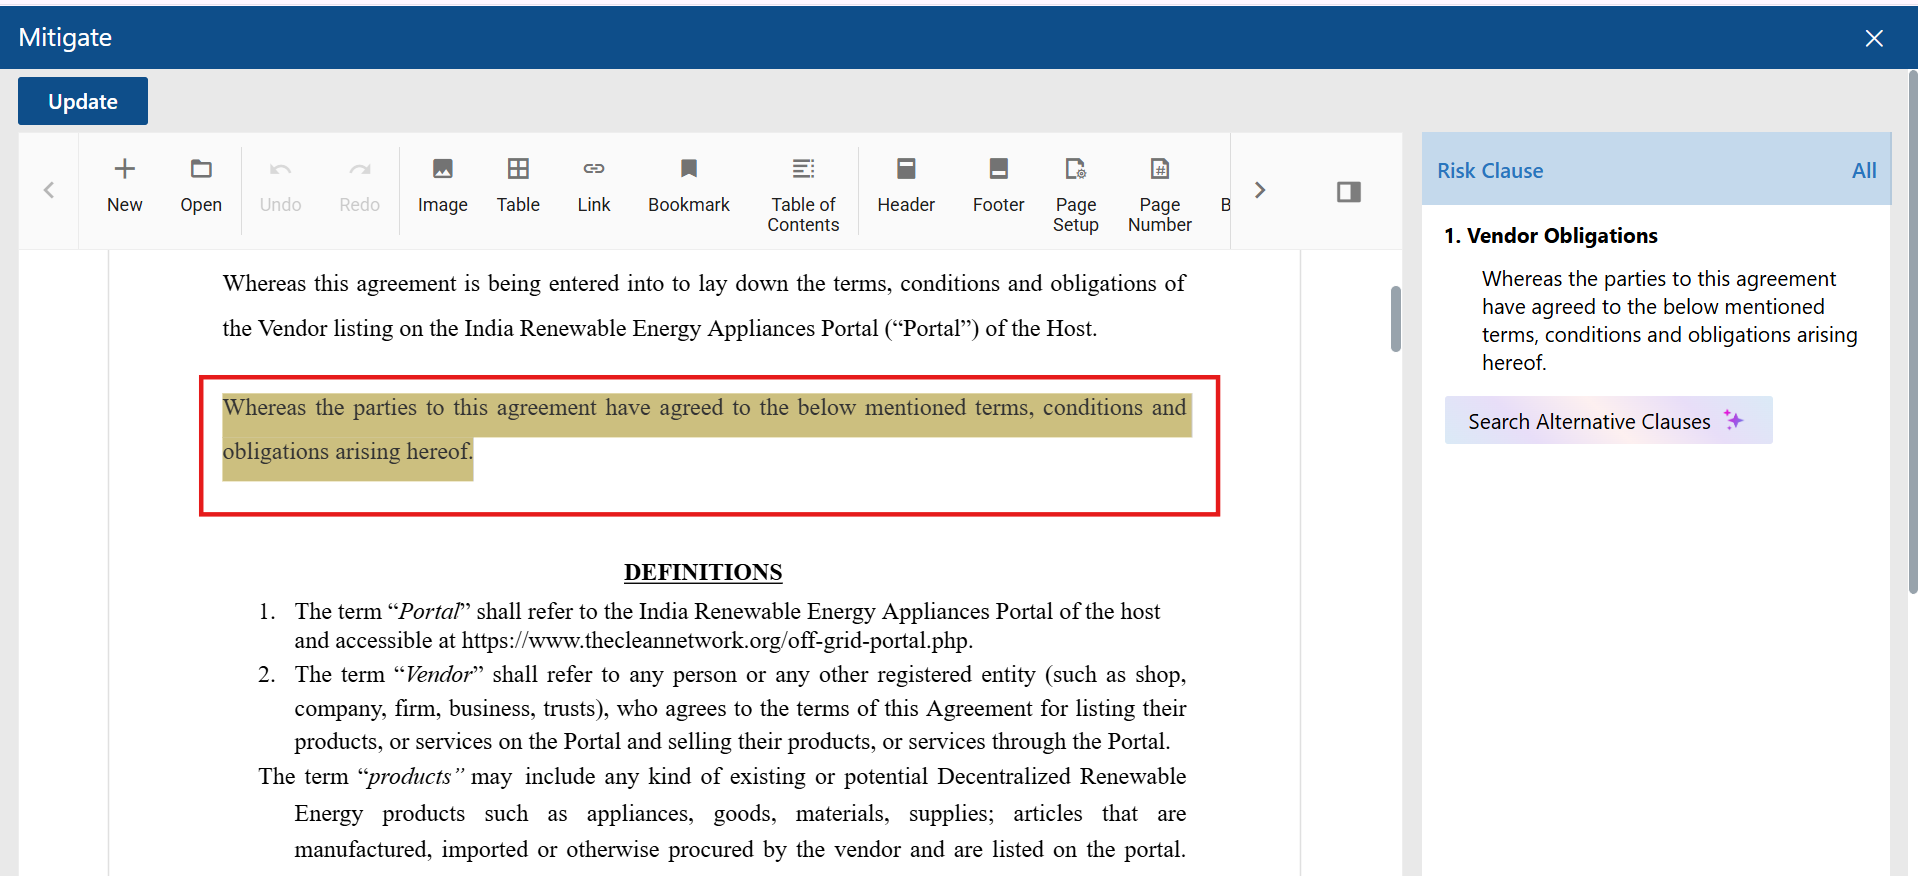 Mitigate
Update
New
Open
Undo
Redo
Image
Table
Link
Bookmark
Table of
Contents
Header
Footer
Page
Setup
Page
Number
B
Whereas this agreement is being entered into to lay down the terms, conditions and obligations of
the Vendor listing on the India Renewable Energy Appliances Portal (“Portal”) of the Host.
Whereas the parties to this agreement have agreed to the below mentioned terms, conditions and
obligations arising hereof.
DEFINITIONS
1. The term “Portal” shall refer to the India Renewable Energy Appliances Portal of the host
and accessible at https://www.thecleannetwork.org/off-grid-portal.php.
2. The term “Vendor” shall refer to any person or any other registered entity (such as shop,
company, firm, business, trusts), who agrees to the terms of this Agreement for listing their
products, or services on the Portal and selling their products, or services through the Portal.
The term “products” may include any kind of existing or potential Decentralized Renewable
Energy products such as appliances, goods, materials, supplies; articles that are
manufactured, imported or otherwise procured by the vendor and are listed on the portal.
Risk Clause
All
1. Vendor Obligations
Whereas the parties to this agreement
have agreed to the below mentioned
terms, conditions and obligations arising
hereof.
Search Alternative Clauses